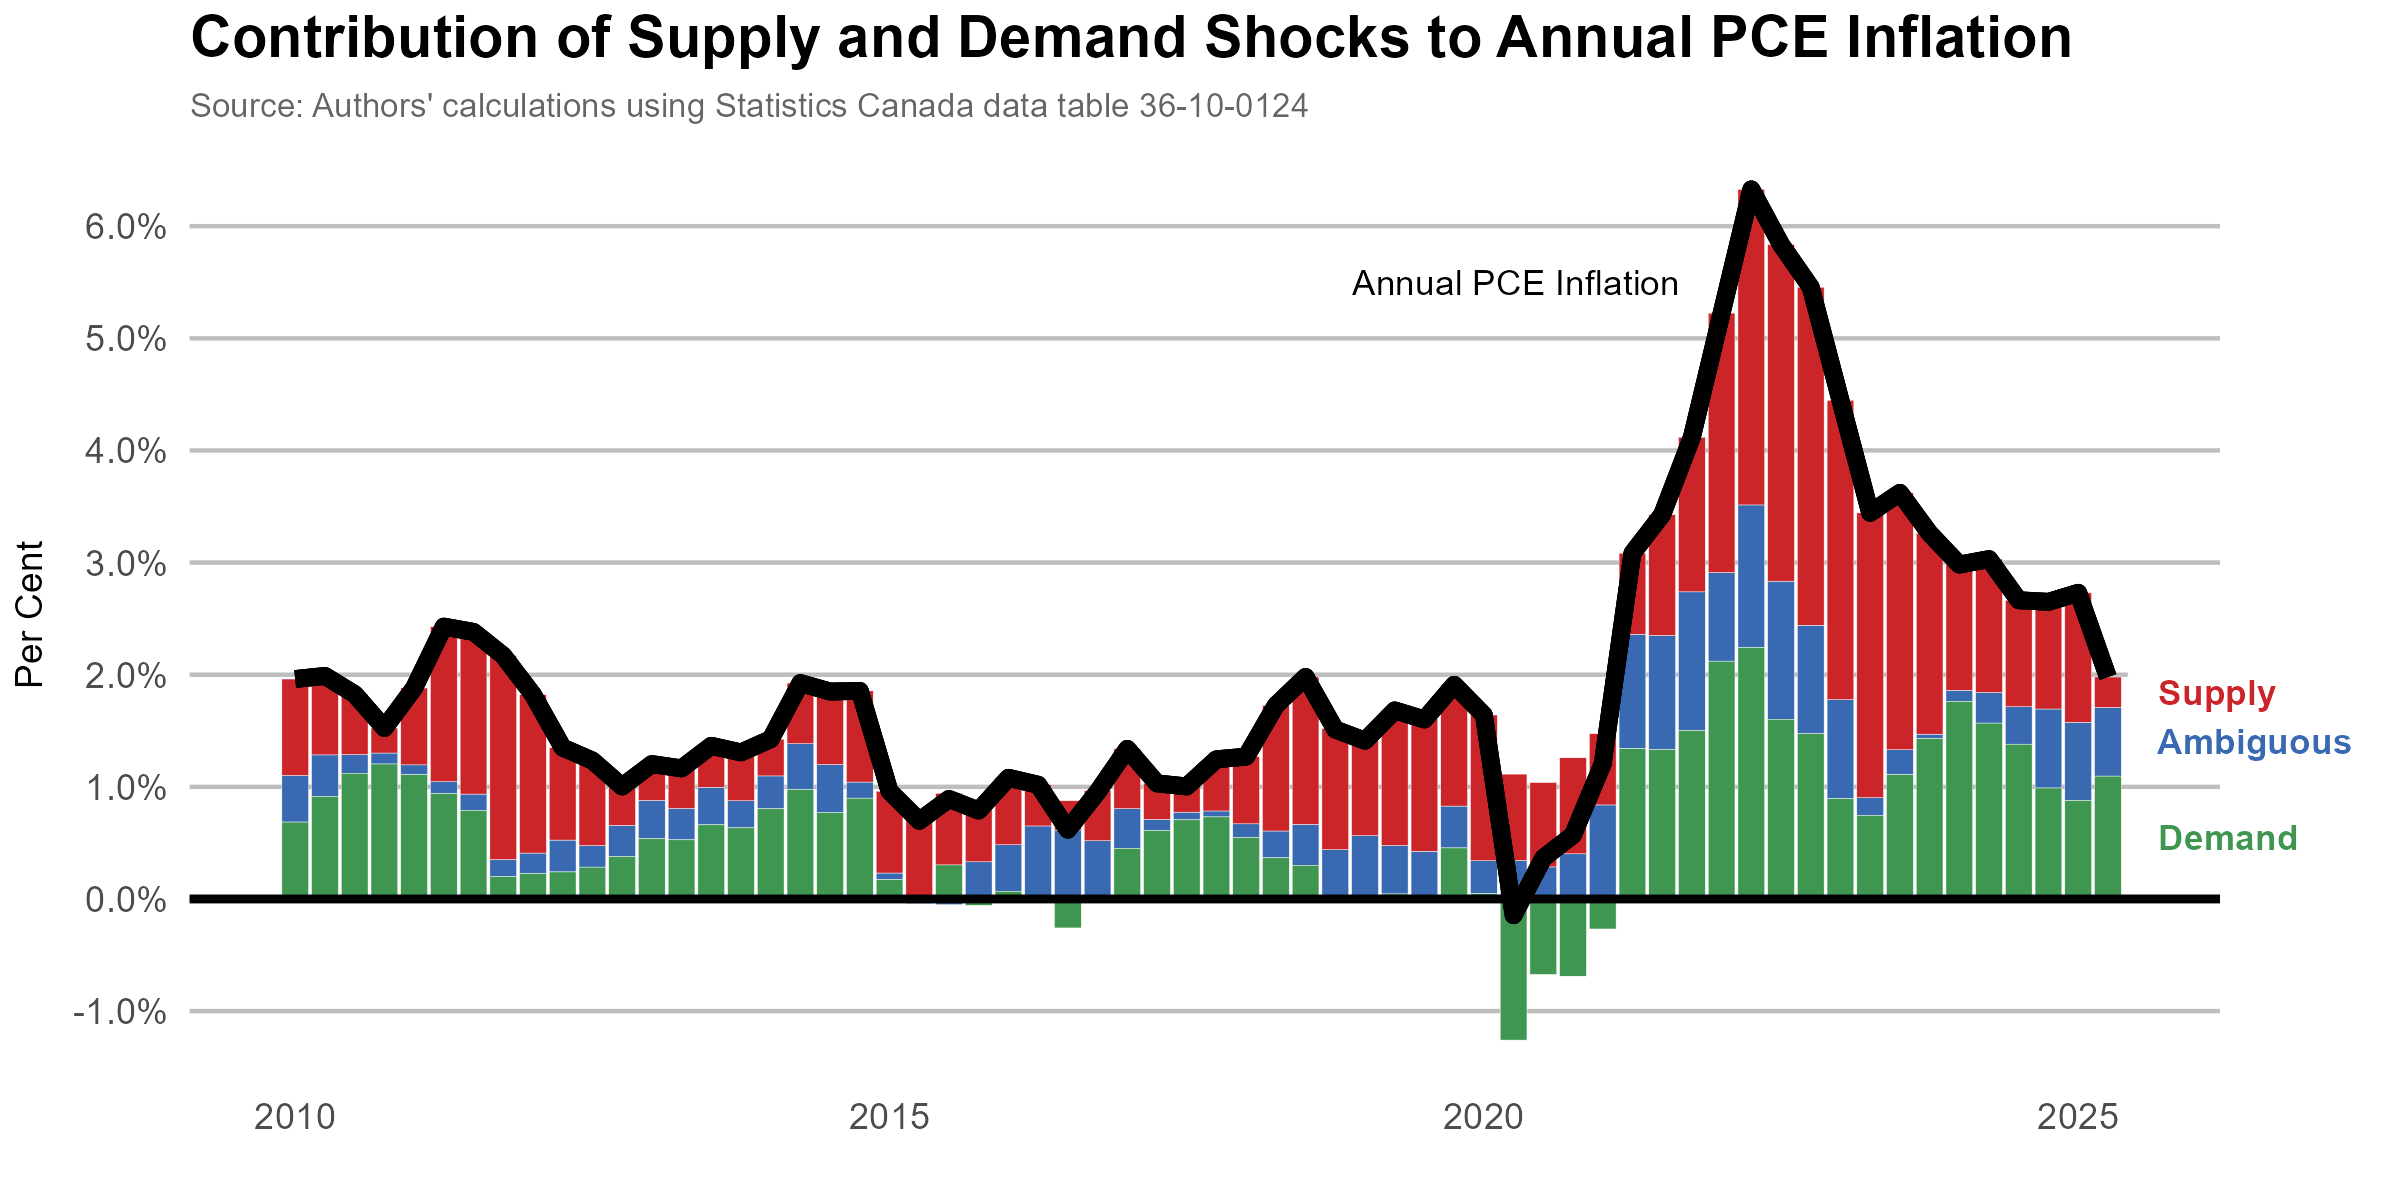 Contribution of Supply and Demand Shocks to Annual PCE Inflation
Source: Authors' calculations using Statistics Canada data table 36-10-0124
6.0%
Annual PCE Inflation
5.0%
4.0%
3.0%
Per Cent
2.0%
Supply
Ambiguous
1.0%
Demand
0.0%
-1.0%
2010 2015 2020 2025